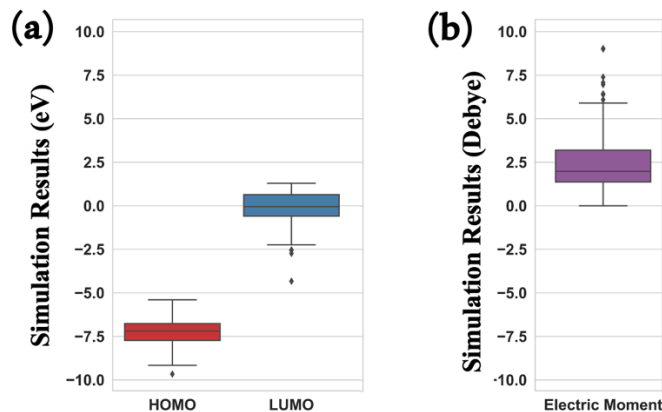 (a)
Simulation Results (eV)
10.0
7.5
5.0
2.5
0.0
−2.5
−5.0
−7.5
−10.0
HOMO
LUMO
(b)
Simulation Results (Debye)
10.0
7.5
5.0
2.5
0.0
-2.5
-5.0
-7.5
-10.0
Electric Moment